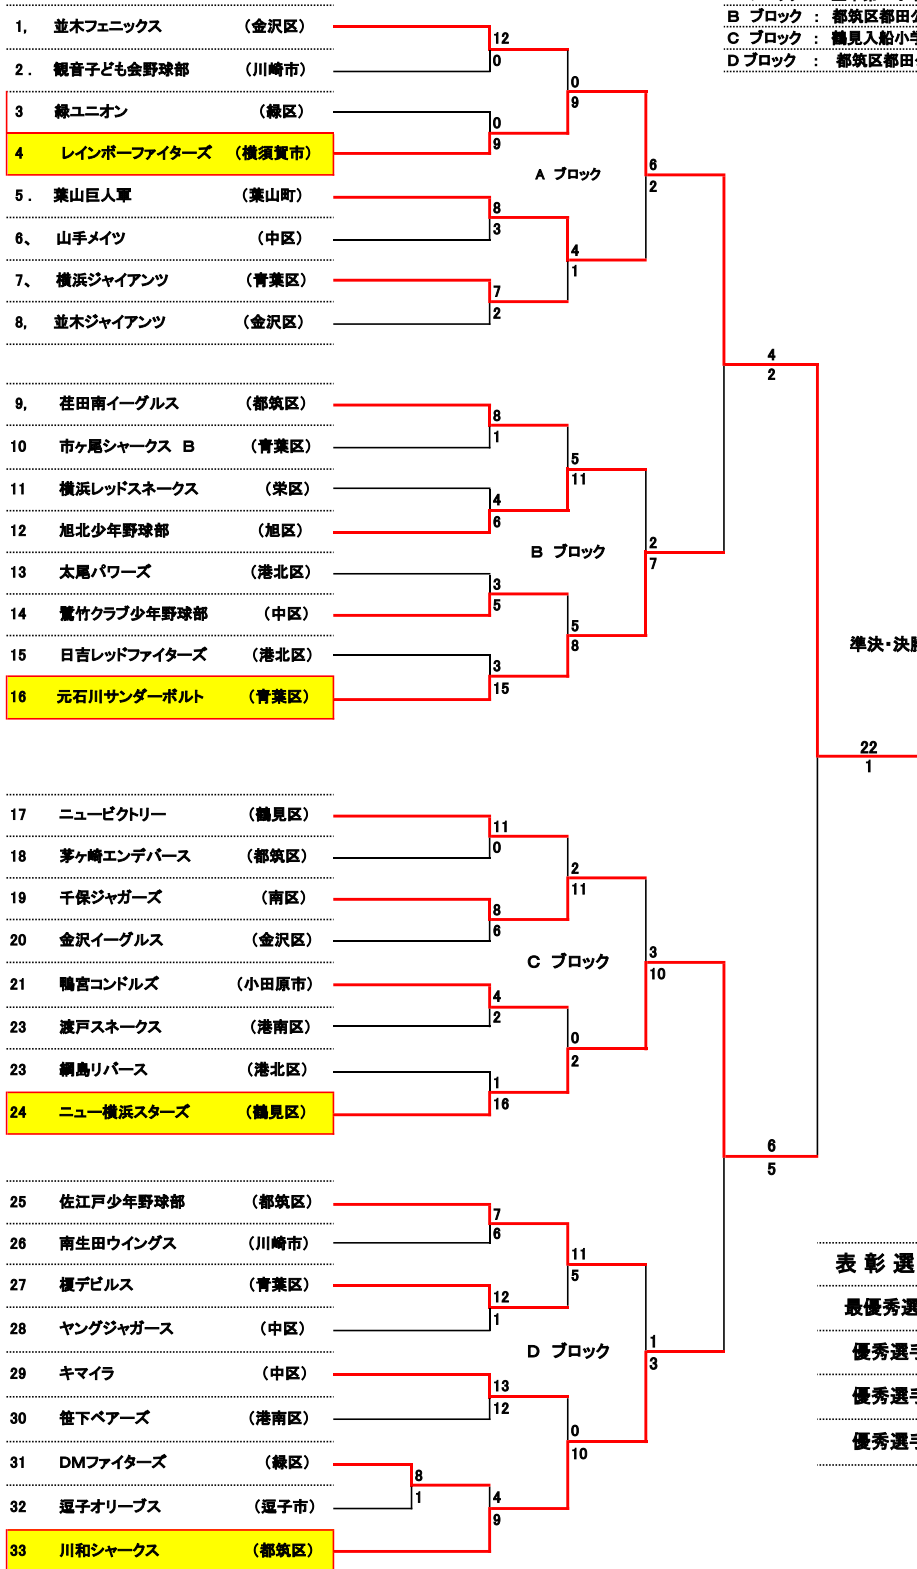 B ブロック : 都筑区都田公
C ブロック : 鶴見入船小学
D ブロック : 都筑区都田公
1, 並木フェニックス (金沢区)
12
0
2. 観音子ども会野球部 (川崎市)
0
9
3 緑ユニオン (緑区)
0
9
4 レインボーファイターズ (横須賀市)
A ブロック
6
2
5. 葉山巨人軍 (葉山町)
8
3
6、 山手メイツ (中区)
4
1
7、 横浜ジャイアンツ (青葉区)
7
2
8, 並木ジャイアンツ (金沢区)
4
2
9, 荏田南イーグルス (都筑区)
8
1
10 市ヶ尾シャークス B (青葉区)
5
11
11 横浜レッドスネークス (栄区)
4
6
12 旭北少年野球部 (旭区)
B ブロック
2
7
13 太尾パワーズ (港北区)
3
5
14 鷺竹クラブ少年野球部 (中区)
5
8
15 日吉レッドファイターズ (港北区)
3
15
16 元石川サンダーボルト (青葉区)
準決・決勝
22
1
17 ニュービクトリー (鶴見区)
11
0
18 茅ヶ崎エンデバース (都筑区)
2
11
19 千保ジャガーズ (南区)
8
6
20 金沢イーグルス (金沢区)
C ブロック
3
10
21 鴨宮コンドルズ (小田原市)
4
2
23 渡戸スネークス (港南区)
0
2
23 綱島リバース (港北区)
1
16
24 ニュー横浜スターズ (鶴見区)
6
5
25 佐江戸少年野球部 (都筑区)
7
6
26 南生田ウイングス (川崎市)
11
5
27 榎デビルス (青葉区)
12
1
28 ヤングジャガース (中区)
D ブロック
1
3
29 キマイラ (中区)
13
12
30 笹下ベアーズ (港南区)
0
10
31 DMファイターズ (緑区)
8
1
32 逗子オリーブス (逗子市)
4
9
33 川和シャークス (都筑区)
表 彰 選
最優秀選
優秀選手
優秀選手
優秀選手